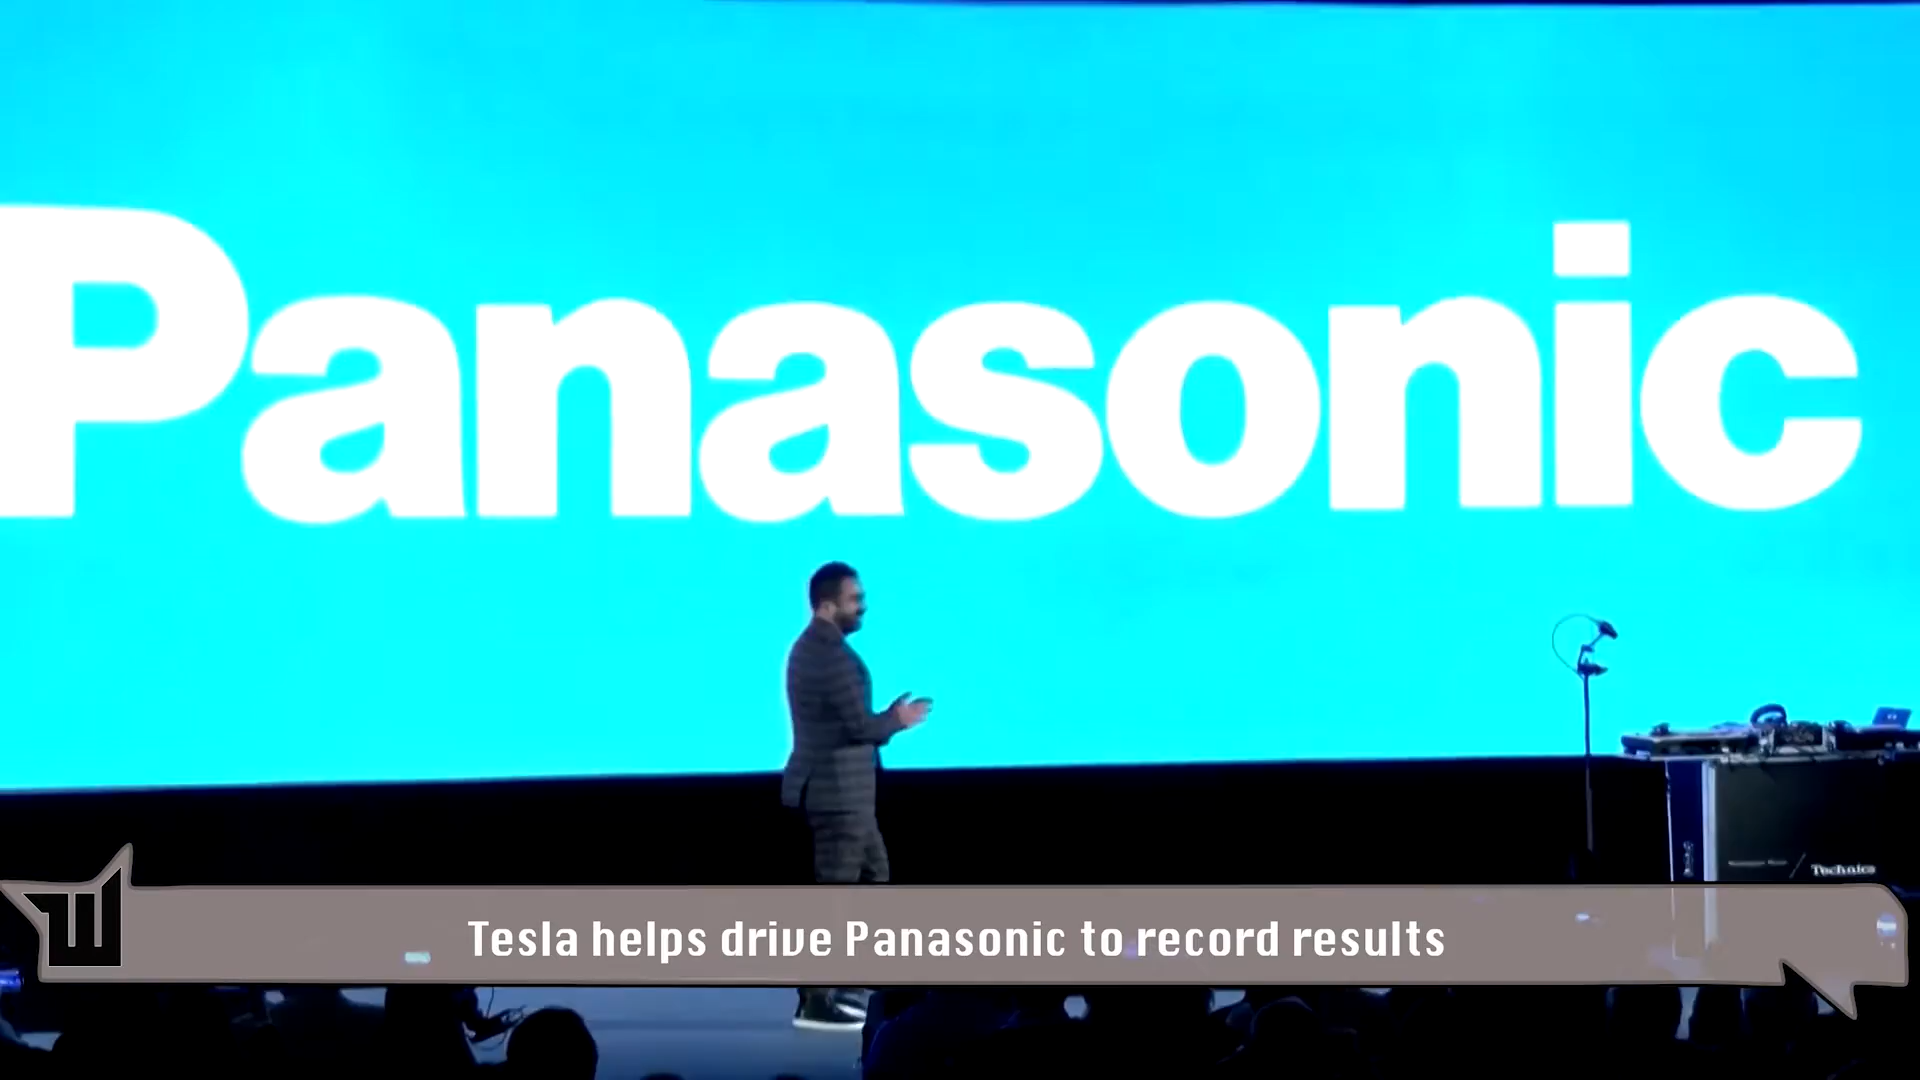 Panasonic
Technics
Tesla helps drive Panasonic to record results